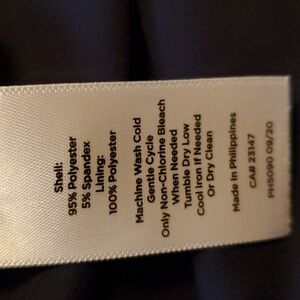 Shell:
95% Polyester
5% Spandex
Lining:
100% Polyester
Machine Wash Cold
Gentle Cycle
Only Non-Chlorine Bleach
When Needed
Tumble Dry Low
Cool Iron If Needed
Or Dry Clean
Made In Philippines
CA# 23147
PH5090 09/20